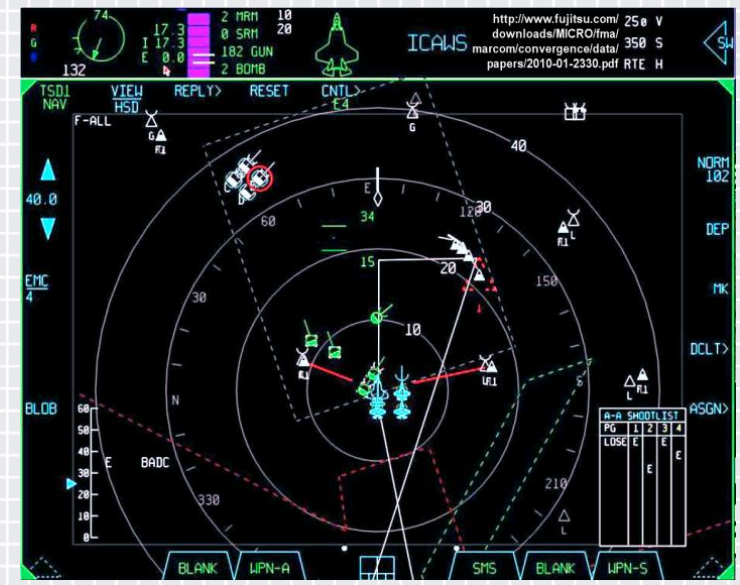 74
R
G
B
132
17.3
I 17.3
E 0.0
2 MRM 10
0 SRM 20
182 GUN
2 BOMB
ICAWS
http://www.fujitsu.com/
downloads/MICRO/fma/
marcom/convergence/data/
papers/2010-01-2330.pdf
250 V
350 S
RTE H
SW
TSD1
NAV
VIEW
HSD
REPLY>
RESET
CNTL>
E4
F-ALL
G
G
40
NORM
102
40.0
E
34
60
120
30
DEP
L
15
20
EMC
4
30
150
MK
10
DCLT>
N
S
L
BLOB
ASGN>
60
50
40
30
20
10
0
E BADC
330
210
L
A-A SHOOTLIST
PG 1 2 3 4
LOSE E E
E
E
BLANK
WPN-A
SMS
BLANK
WPN-S